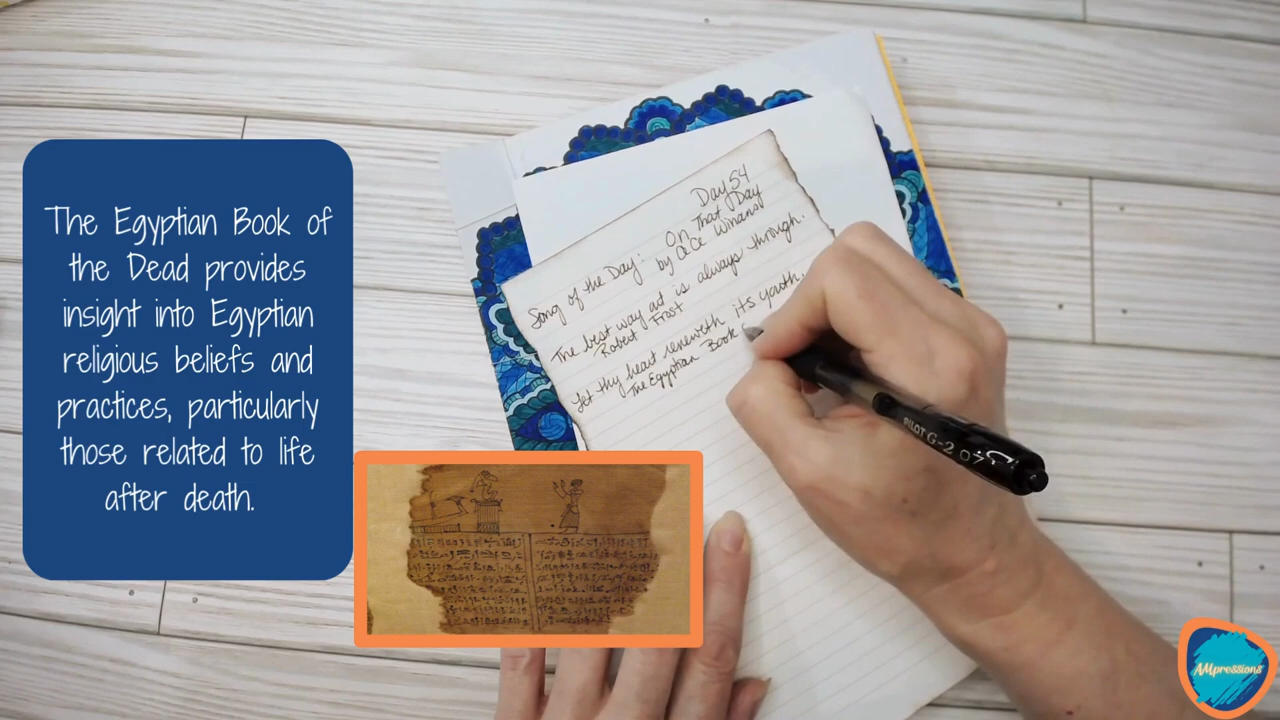 The Egyptian Book of
the Dead provides
insight into Egyptian
religious beliefs and
practices, particularly
those related to life
after death.
Day 54
On That Day
Song of the Day: by CeCe Winans
The best way out is always through.
Robert Frost
Let thy heart reneweth its youth.
The Egyptian Book
PILOT G-2 07
AMpressions